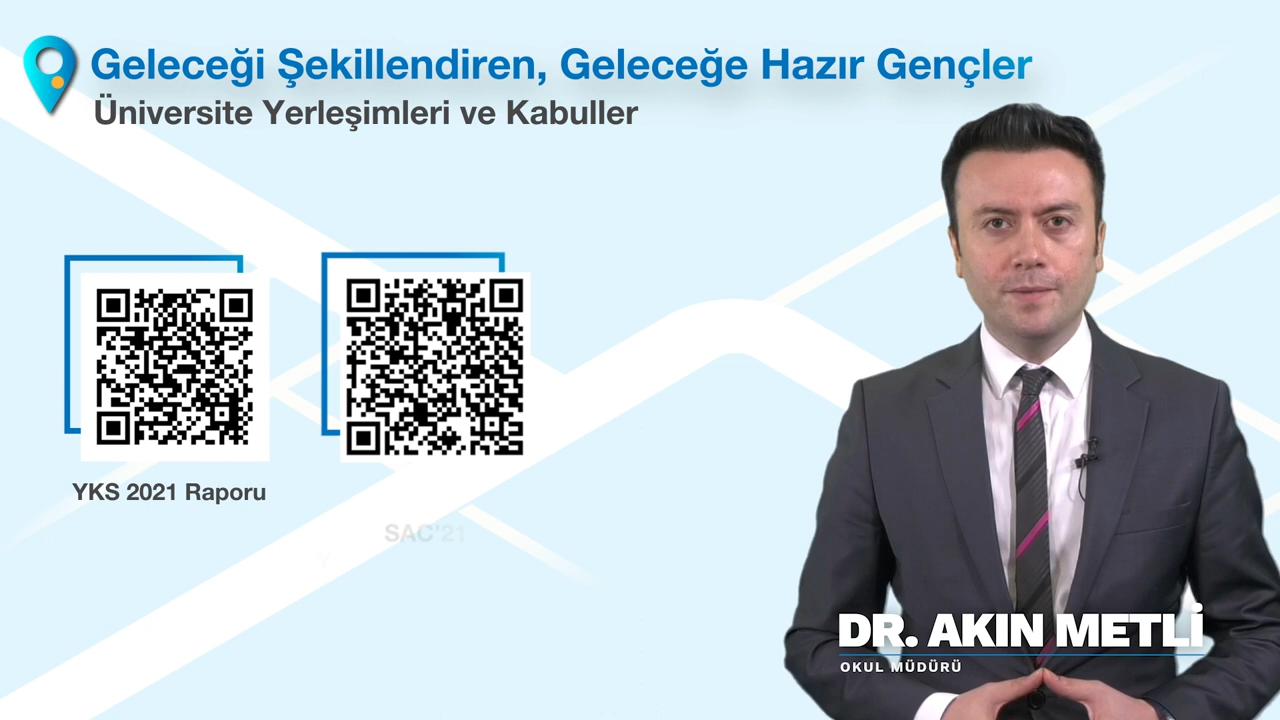 Geleceği Şekillendiren, Geleceğe Hazır Gençler
Üniversite Yerleşimleri ve Kabuller
YKS 2021 Raporu
SAC'21
Y
DR. AKIN METLİ
OKUL MÜDÜRÜ